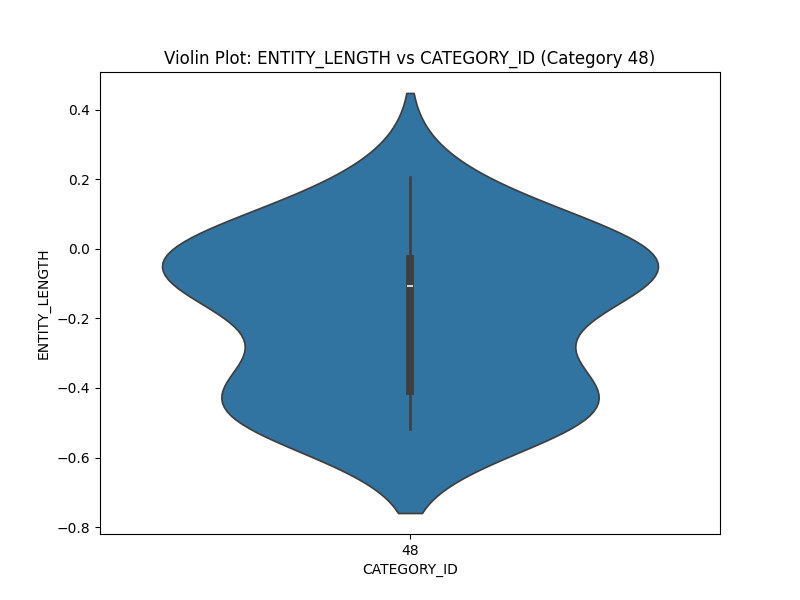 Violin Plot: ENTITY_LENGTH vs CATEGORY_ID (Category 48)
0.4
0.2
0.0
−0.2
−0.4
−0.6
−0.8
ENTITY_LENGTH
48
CATEGORY_ID